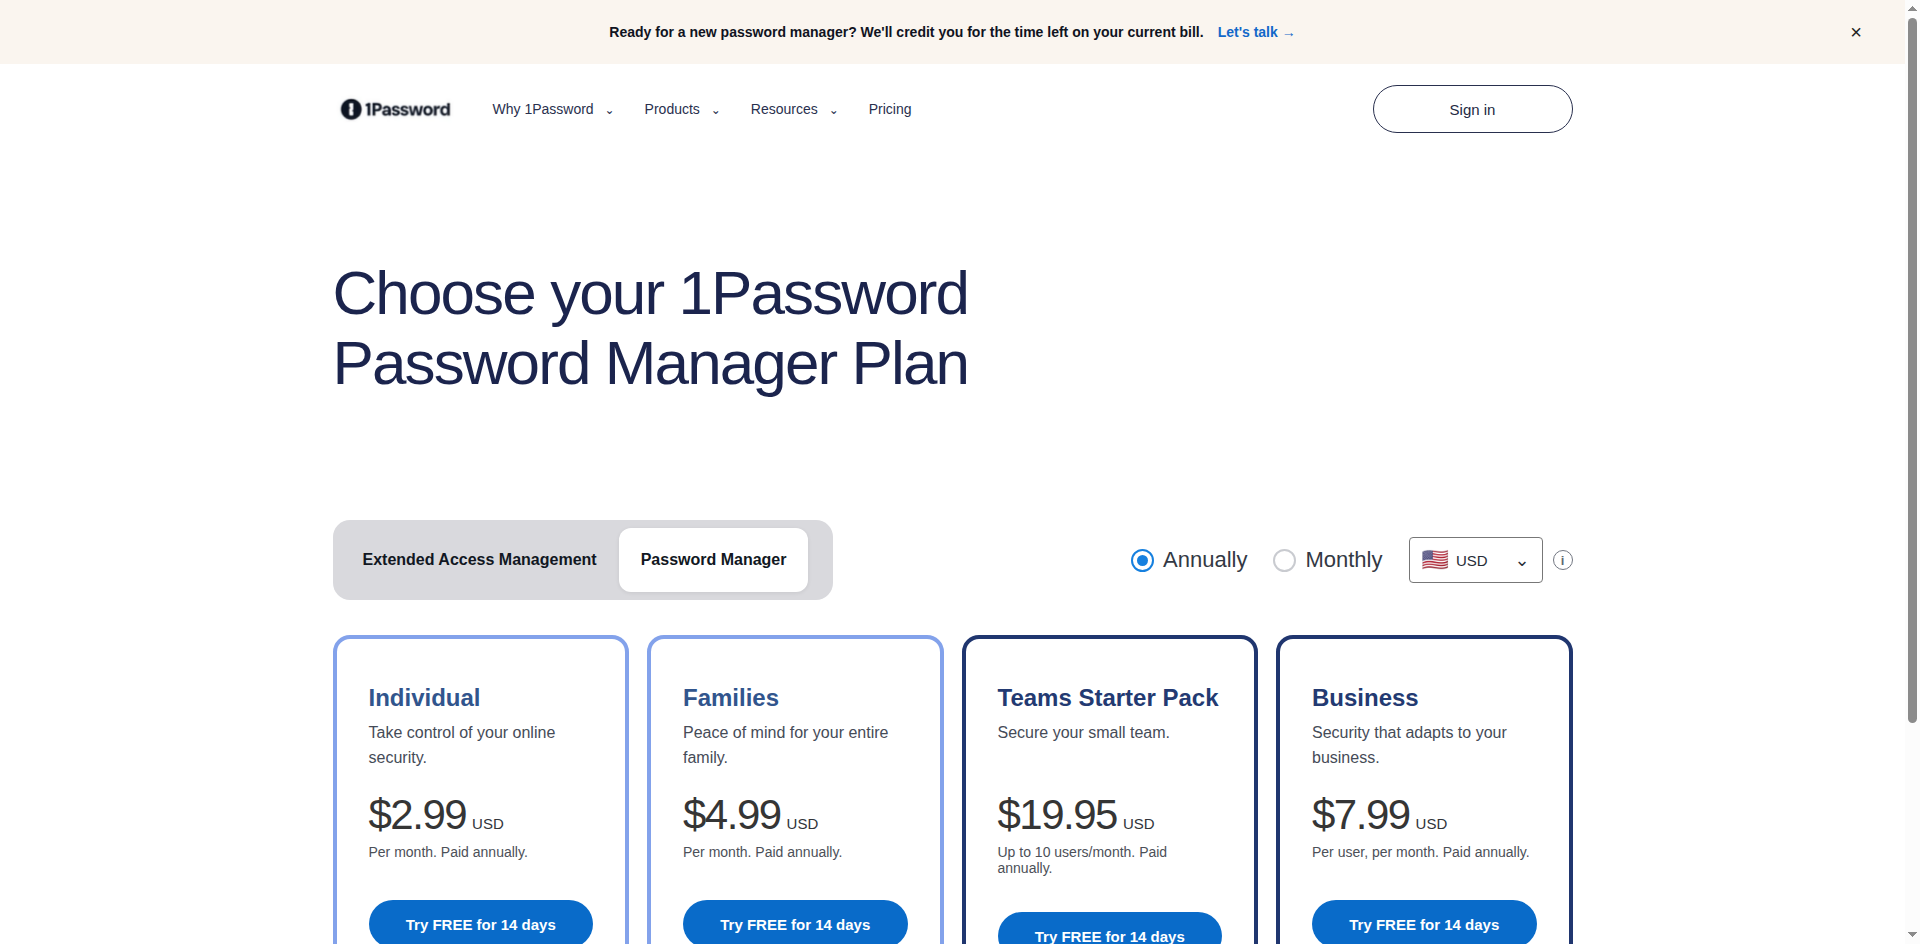 Ready for a new password manager? We'll credit you for the time left on your current bill. Let's talk →
1Password
Why 1Password
Products
Resources
Pricing
Sign in
Choose your 1Password
Password Manager Plan
Extended Access Management
Password Manager
Annually
Monthly
USD
i
Individual
Take control of your online
security.
$2.99 USD
Per month. Paid annually.
Try FREE for 14 days
Families
Peace of mind for your entire
family.
$4.99 USD
Per month. Paid annually.
Try FREE for 14 days
Teams Starter Pack
Secure your small team.
$19.95 USD
Up to 10 users/month. Paid
annually.
Try FREE for 14 days
Business
Security that adapts to your
business.
$7.99 USD
Per user, per month. Paid annually.
Try FREE for 14 days